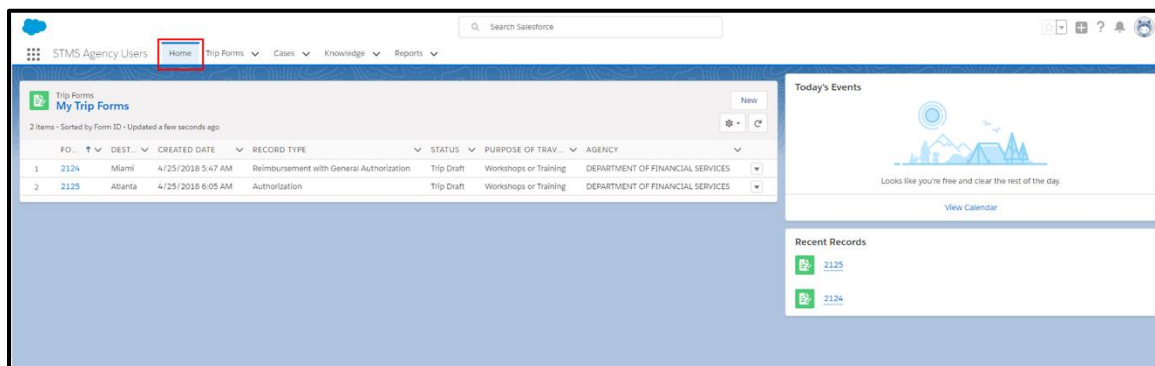 Search Salesforce
STMS Agency Users Home Trip Forms Cases Knowledge Reports
Trip Forms
My Trip Forms
New
2 items • Sorted by Form ID • Updated a few seconds ago
FO... DEST... CREATED DATE RECORD TYPE STATUS PURPOSE OF TRAV... AGENCY
1 2124 Miami 4/25/2018 5:47 AM Reimbursement with General Authorization Trip Draft Workshops or Training DEPARTMENT OF FINANCIAL SERVICES
2 2125 Atlanta 4/25/2018 6:05 AM Authorization Trip Draft Workshops or Training DEPARTMENT OF FINANCIAL SERVICES
Today's Events
Looks like you're free and clear the rest of the day.
View Calendar
Recent Records
2125
2124